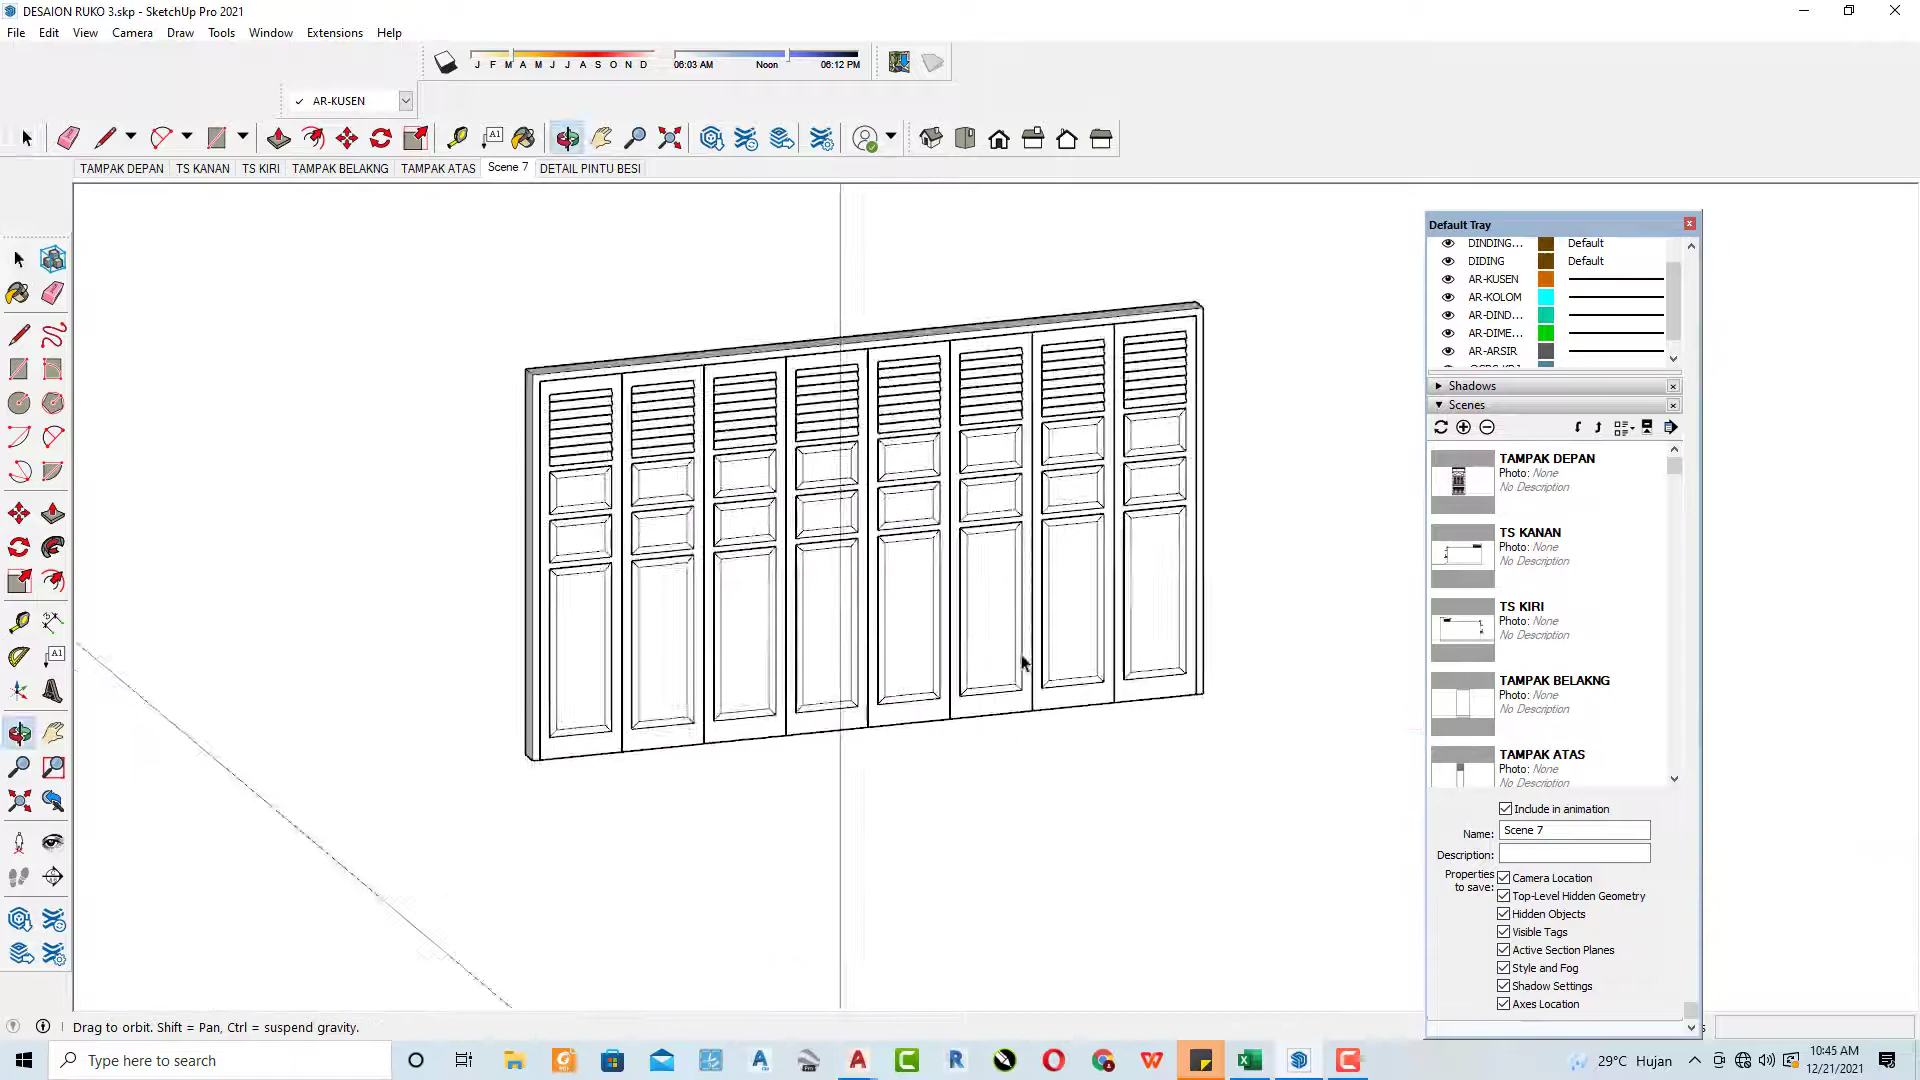 DESAION RUKO 3.skp - SketchUp Pro 2021
File Edit View Camera Draw Tools Window Extensions Help
J F M A M J J A S O N D
06:03 AM Noon 06:12 PM
AR-KUSEN
A1
TAMPAK DEPAN TS KANAN TS KIRI TAMPAK BELAKNG TAMPAK ATAS Scene 7 DETAIL PINTU BESI
Default Tray
DINDING... Default
DIDING Default
AR-KUSEN
AR-KOLOM
AR-DIND...
AR-DIME...
AR-ARSIR
Shadows
Scenes
TAMPAK DEPAN
Photo: None
No Description
TS KANAN
Photo: None
No Description
TS KIRI
Photo: None
No Description
TAMPAK BELAKNG
Photo: None
No Description
TAMPAK ATAS
Photo: None
No Description
Include in animation
Name: Scene 7
Description:
Properties to save:
Camera Location
Top-Level Hidden Geometry
Hidden Objects
Visible Tags
Active Section Planes
Style and Fog
Shadow Settings
Axes Location
A1
Drag to orbit. Shift = Pan, Ctrl = suspend gravity.
Type here to search
29°C Hujan
10:45 AM
12/21/2021